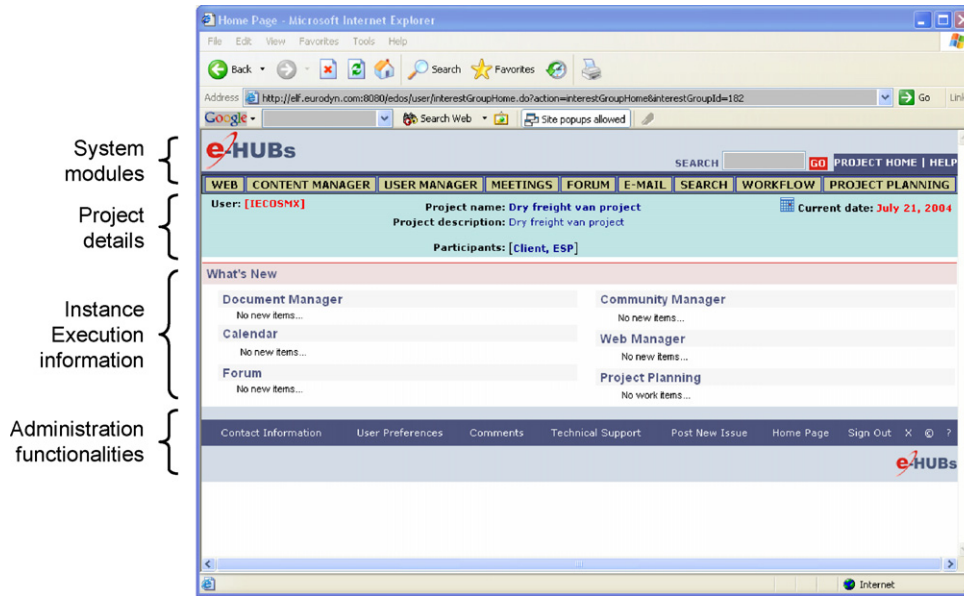 Home Page - Microsoft Internet Explorer
File Edit View Favorites Tools Help
Back Search Favorites
Address http://elf.eurodyn.com:8080/edos/user/interestGroupHome.do?action=interestGroupHome&interestGroupId=182 Go Link
Google Search Web Site popups allowed
System modules
e-HUBs
SEARCH GO PROJECT HOME | HELP
WEB CONTENT MANAGER USER MANAGER MEETINGS FORUM E-MAIL SEARCH WORKFLOW PROJECT PLANNING
Project details
User: [IECOSMX] Project name: Dry freight van project Current date: July 21, 2004
Project description: Dry freight van project
Participants: [Client, ESP]
Instance Execution information
What's New
Document Manager
No new items...
Calendar
No new items...
Forum
No new items...
Community Manager
No new items...
Web Manager
No new items...
Project Planning
No work items...
Administration functionalities
Contact Information User Preferences Comments Technical Support Post New Issue Home Page Sign Out X © ?
e-HUBs
Internet